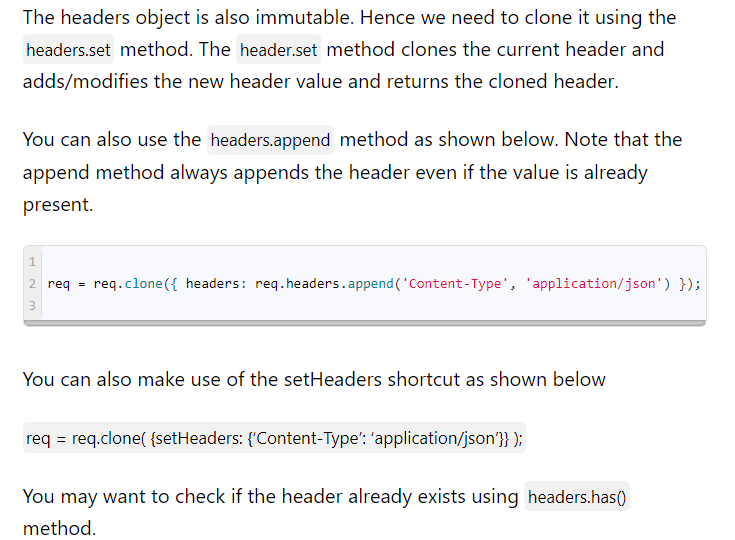 The headers object is also immutable. Hence we need to clone it using the
headers.set method. The header.set method clones the current header and
adds/modifies the new header value and returns the cloned header.
You can also use the headers.append method as shown below. Note that the
append method always appends the header even if the value is already
present.
1
2 req = req.clone({ headers: req.headers.append('Content-Type', 'application/json') });
3
You can also make use of the setHeaders shortcut as shown below
req = req.clone( {setHeaders: {‘Content-Type’: ‘application/json’}} );
You may want to check if the header already exists using headers.has()
method.